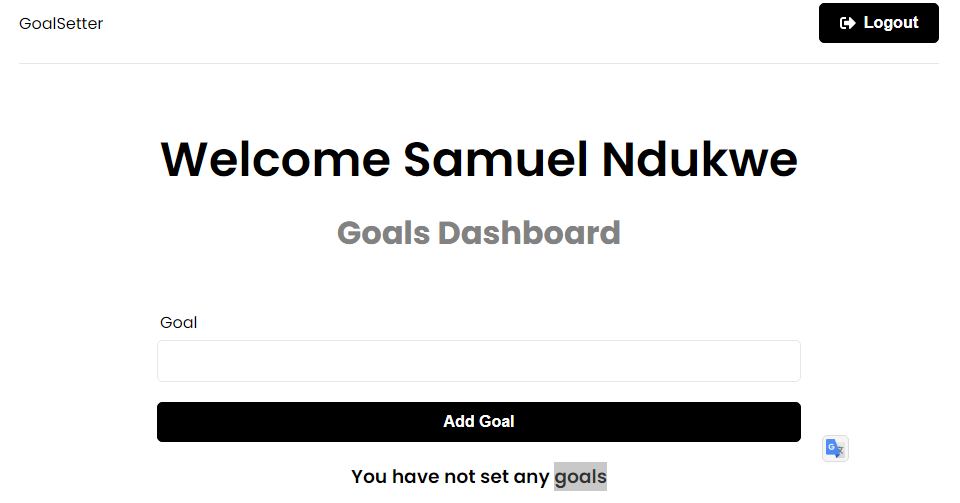 GoalSetter
Logout
Welcome Samuel Ndukwe
Goals Dashboard
Goal
Add Goal
You have not set any goals